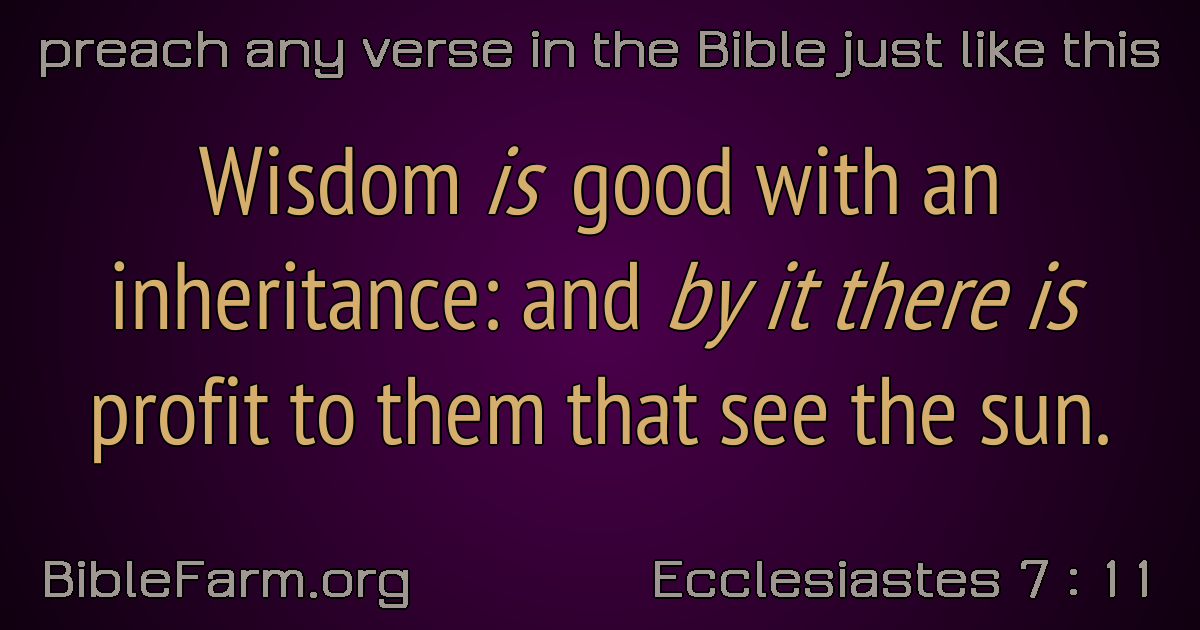 preach any verse in the Bible just like this
Wisdom is good with an
inheritance: and by it there is
profit to them that see the sun.
BibleFarm.org
Ecclesiastes 7 : 11